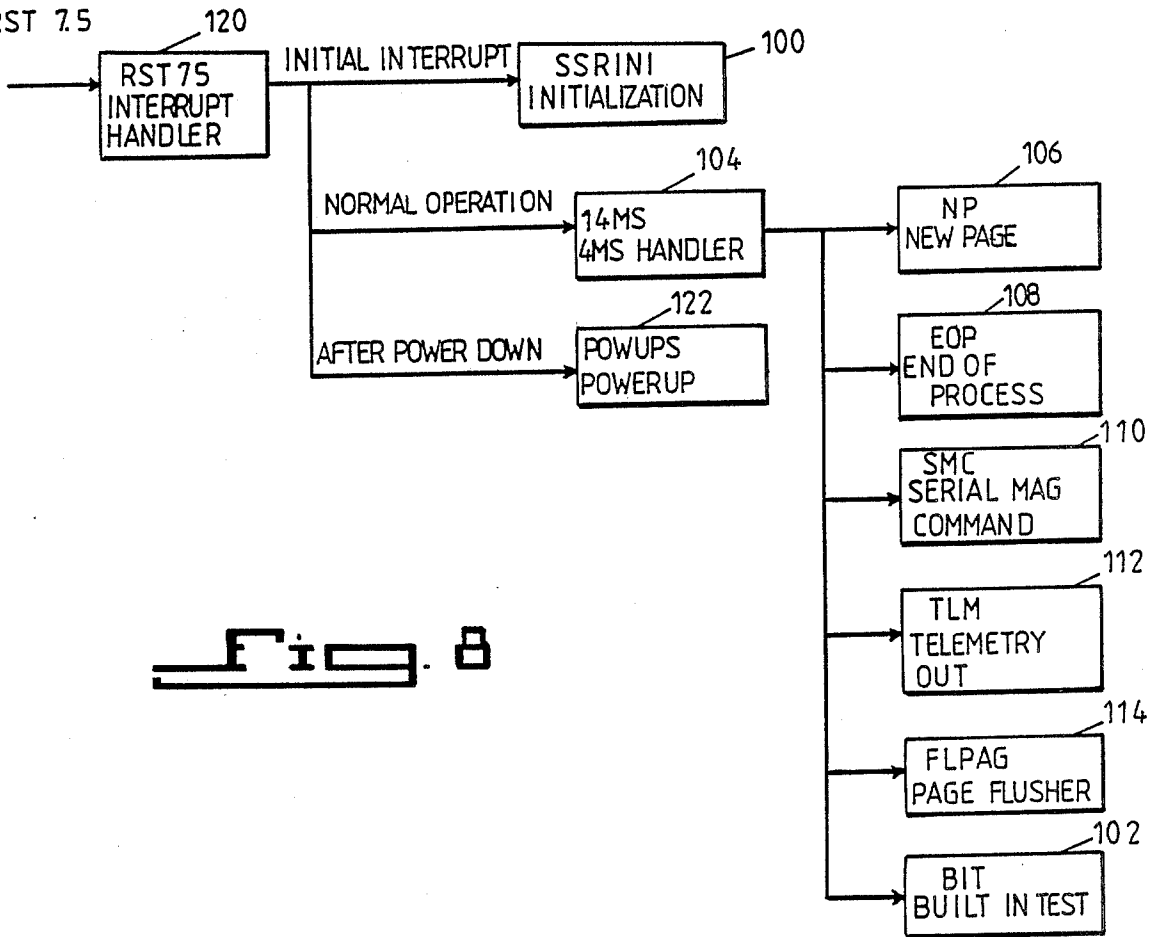 RST 7.5
120
RST 75
INTERRUPT
HANDLER
INITIAL INTERRUPT
100
SSRINI
INITIALIZATION
NORMAL OPERATION
104
14MS
4MS HANDLER
AFTER POWER DOWN
122
POWUPS
POWERUP
106
NP
NEW PAGE
108
EOP
END OF
PROCESS
110
SMC
SERIAL MAG
COMMAND
112
TLM
TELEMETRY
OUT
114
FLPAG
PAGE FLUSHER
102
BIT
BUILT IN TEST
Fig. 8